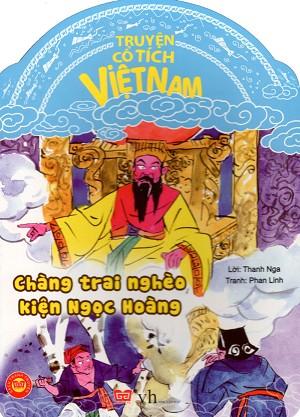 TRUYỆN
CỔ TÍCH
VIỆT NAM
Lời: Thanh Nga
Tranh: Phan Linh
Chàng trai nghèo
kiện Ngọc Hoàng